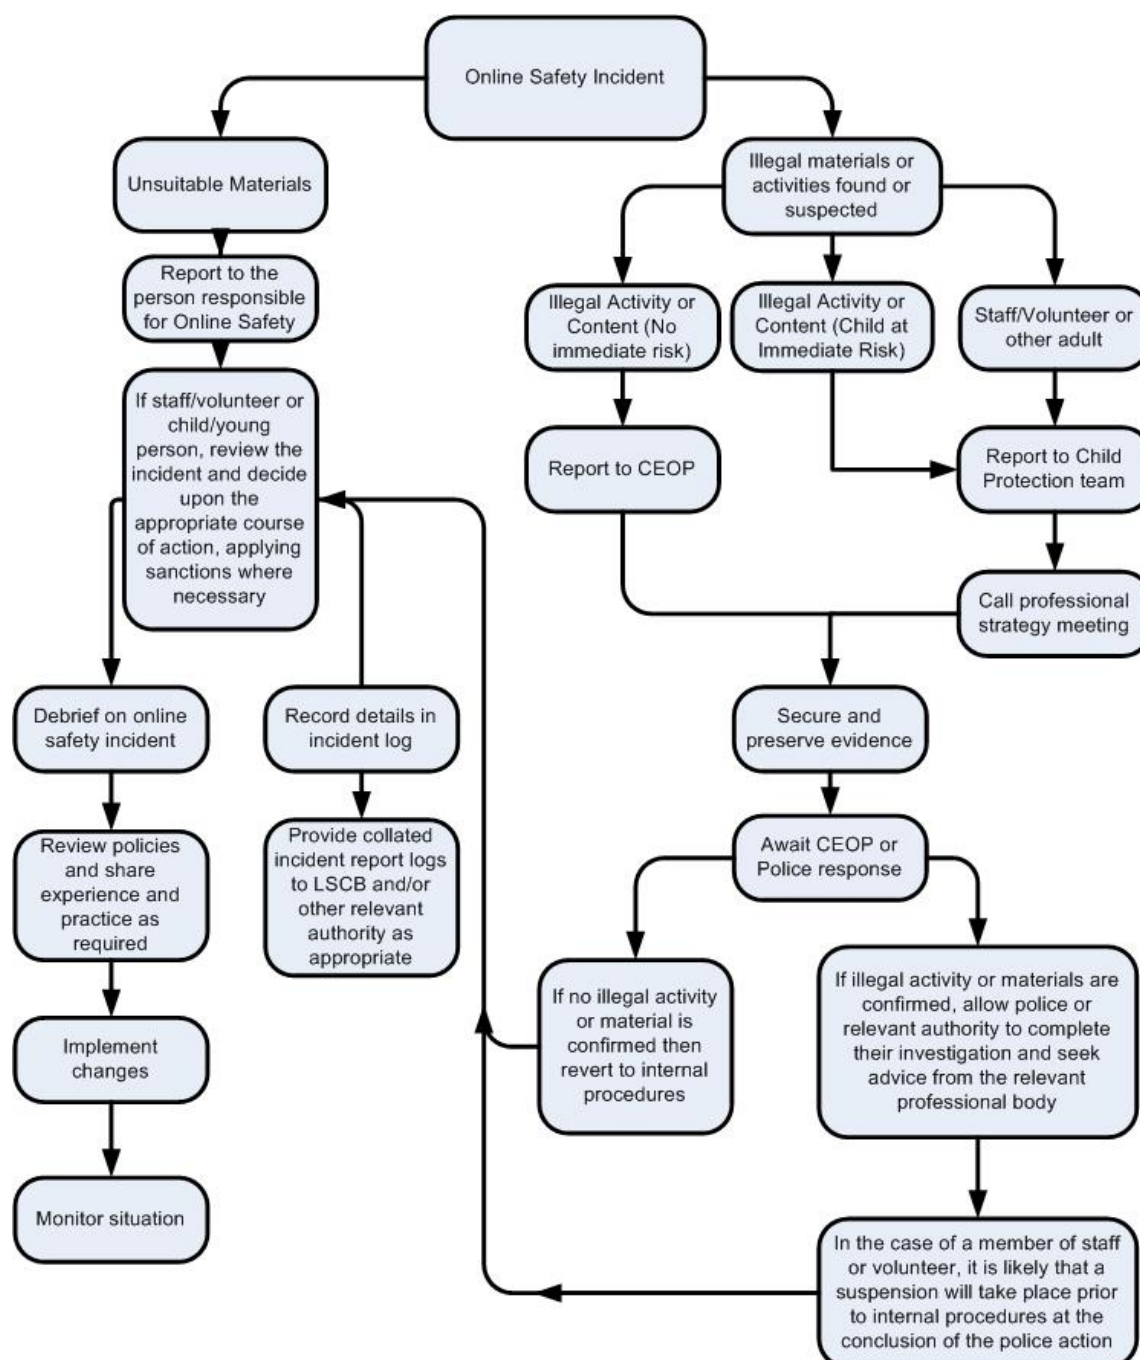 Online Safety Incident
Unsuitable Materials
Report to the
person responsible
for Online Safety
If staff/volunteer or
child/young
person, review the
incident and decide
upon the
appropriate course
of action, applying
sanctions where
necessary
Debrief on online
safety incident
Review policies
and share
experience and
practice as
required
Implement
changes
Monitor situation
Record details in
incident log
Provide collated
incident report logs
to LSCB and/or
other relevant
authority as
appropriate
Illegal materials or
activities found or
suspected
Illegal Activity or
Content (No
immediate risk)
Illegal Activity or
Content (Child at
Immediate Risk)
Staff/Volunteer or
other adult
Report to CEOP
Report to Child
Protection team
Call professional
strategy meeting
Secure and
preserve evidence
Await CEOP or
Police response
If no illegal activity
or material is
confirmed then
revert to internal
procedures
If illegal activity or materials are
confirmed, allow police or
relevant authority to complete
their investigation and seek
advice from the relevant
professional body
In the case of a member of staff
or volunteer, it is likely that a
suspension will take place prior
to internal procedures at the
conclusion of the police action